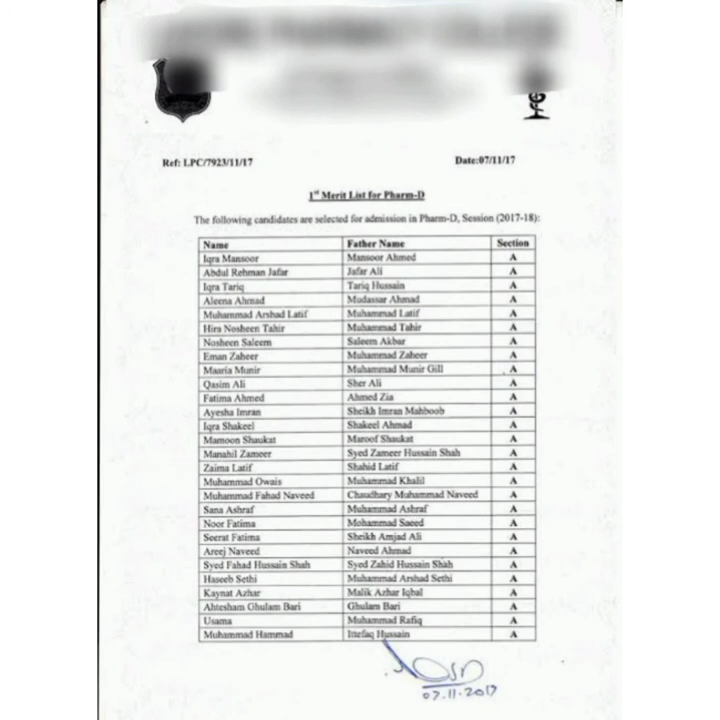 Ref: LPC/7923/11/17 Date:07/11/17
1st Merit List for Pharm-D
The following candidates are selected for admission in Pharm-D, Session (2017-18):
Name Father Name Section
Iqra Mansoor Mansoor Ahmed A
Abdul Rehman Jafar Jafar Ali A
Iqra Tariq Tariq Hussain A
Aleena Ahmad Mudassar Ahmad A
Muhammad Arshad Latif Muhammad Latif A
Hira Nosheen Tahir Muhammad Tahir A
Nosheen Saleem Saleem Akbar A
Eman Zaheer Muhammad Zaheer A
Maaria Munir Muhammad Munir Gill A
Qasim Ali Sher Ali A
Fatima Ahmed Ahmed Zia A
Ayesha Imran Sheikh Imran Mahboob A
Iqra Shakeel Shakeel Ahmad A
Mamoon Shaukat Maroof Shaukat A
Manahil Zameer Syed Zameer Hussain Shah A
Zaima Latif Shahid Latif A
Muhammad Owais Muhammad Khalil A
Muhammad Fahad Naveed Chaudhary Muhammad Naveed A
Sana Ashraf Muhammad Ashraf A
Noor Fatima Mohammad Saeed A
Seerat Fatima Sheikh Amjad Ali A
Areej Naveed Naveed Ahmad A
Syed Fahad Hussain Shah Syed Zahid Hussain Shah A
Haseeb Sethi Muhammad Arshad Sethi A
Kaynat Azhar Malik Azhar Iqbal A
Ahtesham Ghulam Bari Ghulam Bari A
Usama Muhammad Rafiq A
Muhammad Hammad Ittefaq Hussain A
07.11.2017